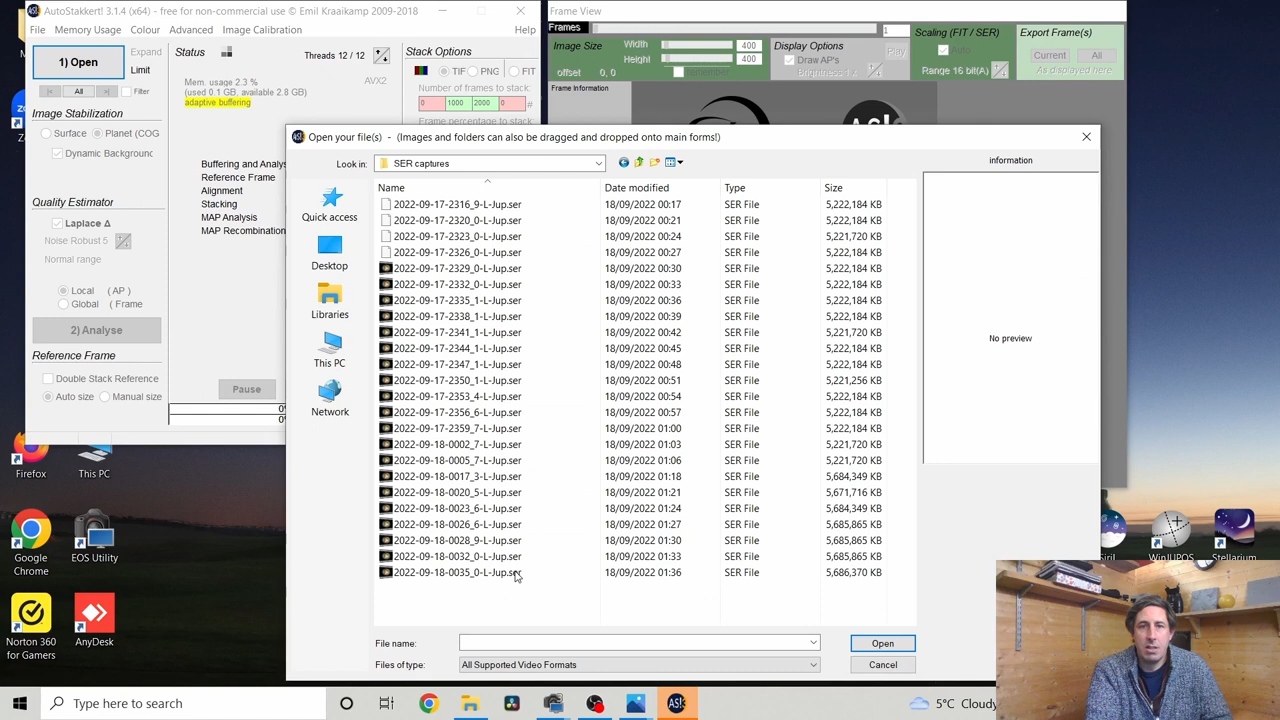 AutoStakkert! 3.1.4 (x64) - free for non-commercial use © Emil Kraaikamp 2009-2018
File Memory Usage Colour Advanced Image Calibration Help
1) Open
Expand
Limit
All Filter
Status
Threads 12 / 12
AVX2
Mem. usage 2.3 %
(used 0.1 GB, available 2.8 GB)
adaptive buffering
Stack Options
TIF PNG FIT
Number of frames to stack:
0 1000 2000 0 #
Frame percentage to stack:
Image Stabilization
Surface Planet (COG
Dynamic Background
Quality Estimator
Laplace Δ
Noise Robust 5
Normal range
Local (AP )
Global ( Frame
2) Analyse
Reference Frame
Double Stack Reference
Auto size Manual size
Buffering and Analys
Reference Frame
Alignment
Stacking
MAP Analysis
MAP Recombination
Pause
Frame View
Frames
1
Image Size
Width 400
Height 400
offset 0, 0
Display Options
Draw AP's
Brightness 1 x
Play
Scaling (FIT / SER)
Auto
Range 16 bit(A)
Export Frame(s)
Current All
As displayed here
Frame Information
Open your file(s) - (Images and folders can also be dragged and dropped onto main forms!)
Look in: SER captures
information
No preview
Quick access
Desktop
Libraries
This PC
Network
Name Date modified Type Size
2022-09-17-2316_9-L-Jup.ser 18/09/2022 00:17 SER File 5,222,184 KB
2022-09-17-2320_0-L-Jup.ser 18/09/2022 00:21 SER File 5,222,184 KB
2022-09-17-2323_0-L-Jup.ser 18/09/2022 00:24 SER File 5,221,720 KB
2022-09-17-2326_0-L-Jup.ser 18/09/2022 00:27 SER File 5,222,184 KB
2022-09-17-2329_0-L-Jup.ser 18/09/2022 00:30 SER File 5,222,184 KB
2022-09-17-2332_0-L-Jup.ser 18/09/2022 00:33 SER File 5,222,184 KB
2022-09-17-2335_1-L-Jup.ser 18/09/2022 00:36 SER File 5,222,184 KB
2022-09-17-2338_1-L-Jup.ser 18/09/2022 00:39 SER File 5,222,184 KB
2022-09-17-2341_1-L-Jup.ser 18/09/2022 00:42 SER File 5,221,720 KB
2022-09-17-2344_1-L-Jup.ser 18/09/2022 00:45 SER File 5,222,184 KB
2022-09-17-2347_1-L-Jup.ser 18/09/2022 00:48 SER File 5,222,184 KB
2022-09-17-2350_1-L-Jup.ser 18/09/2022 00:51 SER File 5,221,256 KB
2022-09-17-2353_4-L-Jup.ser 18/09/2022 00:54 SER File 5,222,184 KB
2022-09-17-2356_6-L-Jup.ser 18/09/2022 00:57 SER File 5,222,184 KB
2022-09-17-2359_7-L-Jup.ser 18/09/2022 01:00 SER File 5,222,184 KB
2022-09-18-0002_7-L-Jup.ser 18/09/2022 01:03 SER File 5,221,720 KB
2022-09-18-0005_7-L-Jup.ser 18/09/2022 01:06 SER File 5,221,720 KB
2022-09-18-0017_3-L-Jup.ser 18/09/2022 01:18 SER File 5,684,349 KB
2022-09-18-0020_5-L-Jup.ser 18/09/2022 01:21 SER File 5,671,716 KB
2022-09-18-0023_6-L-Jup.ser 18/09/2022 01:24 SER File 5,684,349 KB
2022-09-18-0026_6-L-Jup.ser 18/09/2022 01:27 SER File 5,685,865 KB
2022-09-18-0028_9-L-Jup.ser 18/09/2022 01:30 SER File 5,685,865 KB
2022-09-18-0032_0-L-Jup.ser 18/09/2022 01:33 SER File 5,685,865 KB
2022-09-18-0035_0-L-Jup.ser 18/09/2022 01:36 SER File 5,686,370 KB
File name: Open
Files of type: All Supported Video Formats Cancel
Firefox
This PC
Google Chrome
EOS Utility
Norton 360 for Gamers
AnyDesk
Siril
WinJUPOS
Stellarium
Type here to search
5°C Cloudy